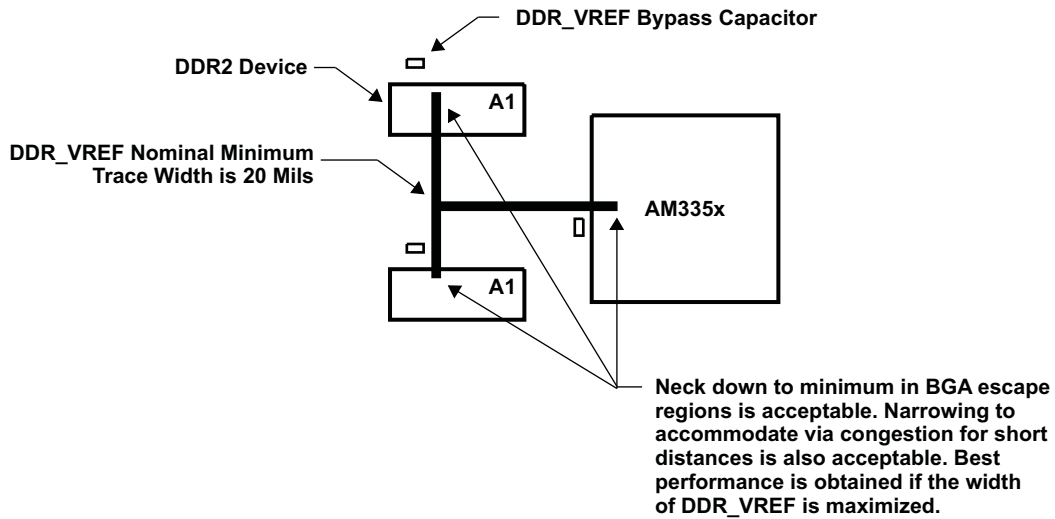 DDR_VREF Bypass Capacitor
DDR2 Device
A1
DDR_VREF Nominal Minimum
Trace Width is 20 Mils
AM335x
A1
Neck down to minimum in BGA escape
regions is acceptable. Narrowing to
accommodate via congestion for short
distances is also acceptable. Best
performance is obtained if the width
of DDR_VREF is maximized.